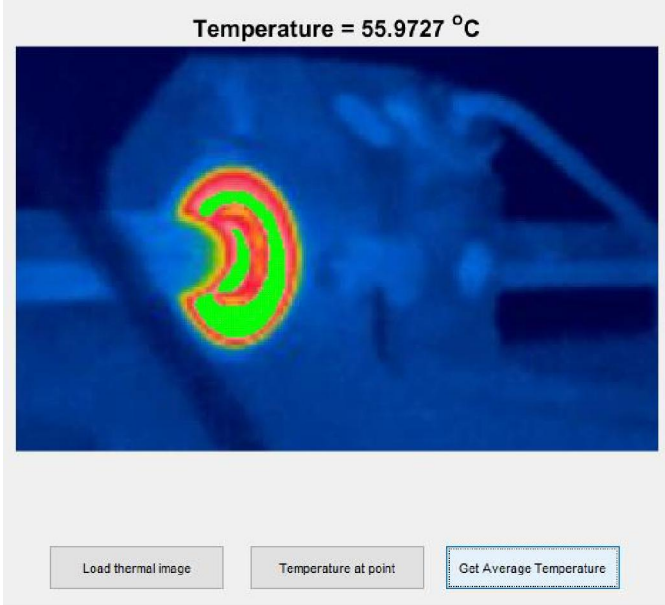 Temperature = 55.9727 °C
Load thermal image
Temperature at point
Get Average Temperature